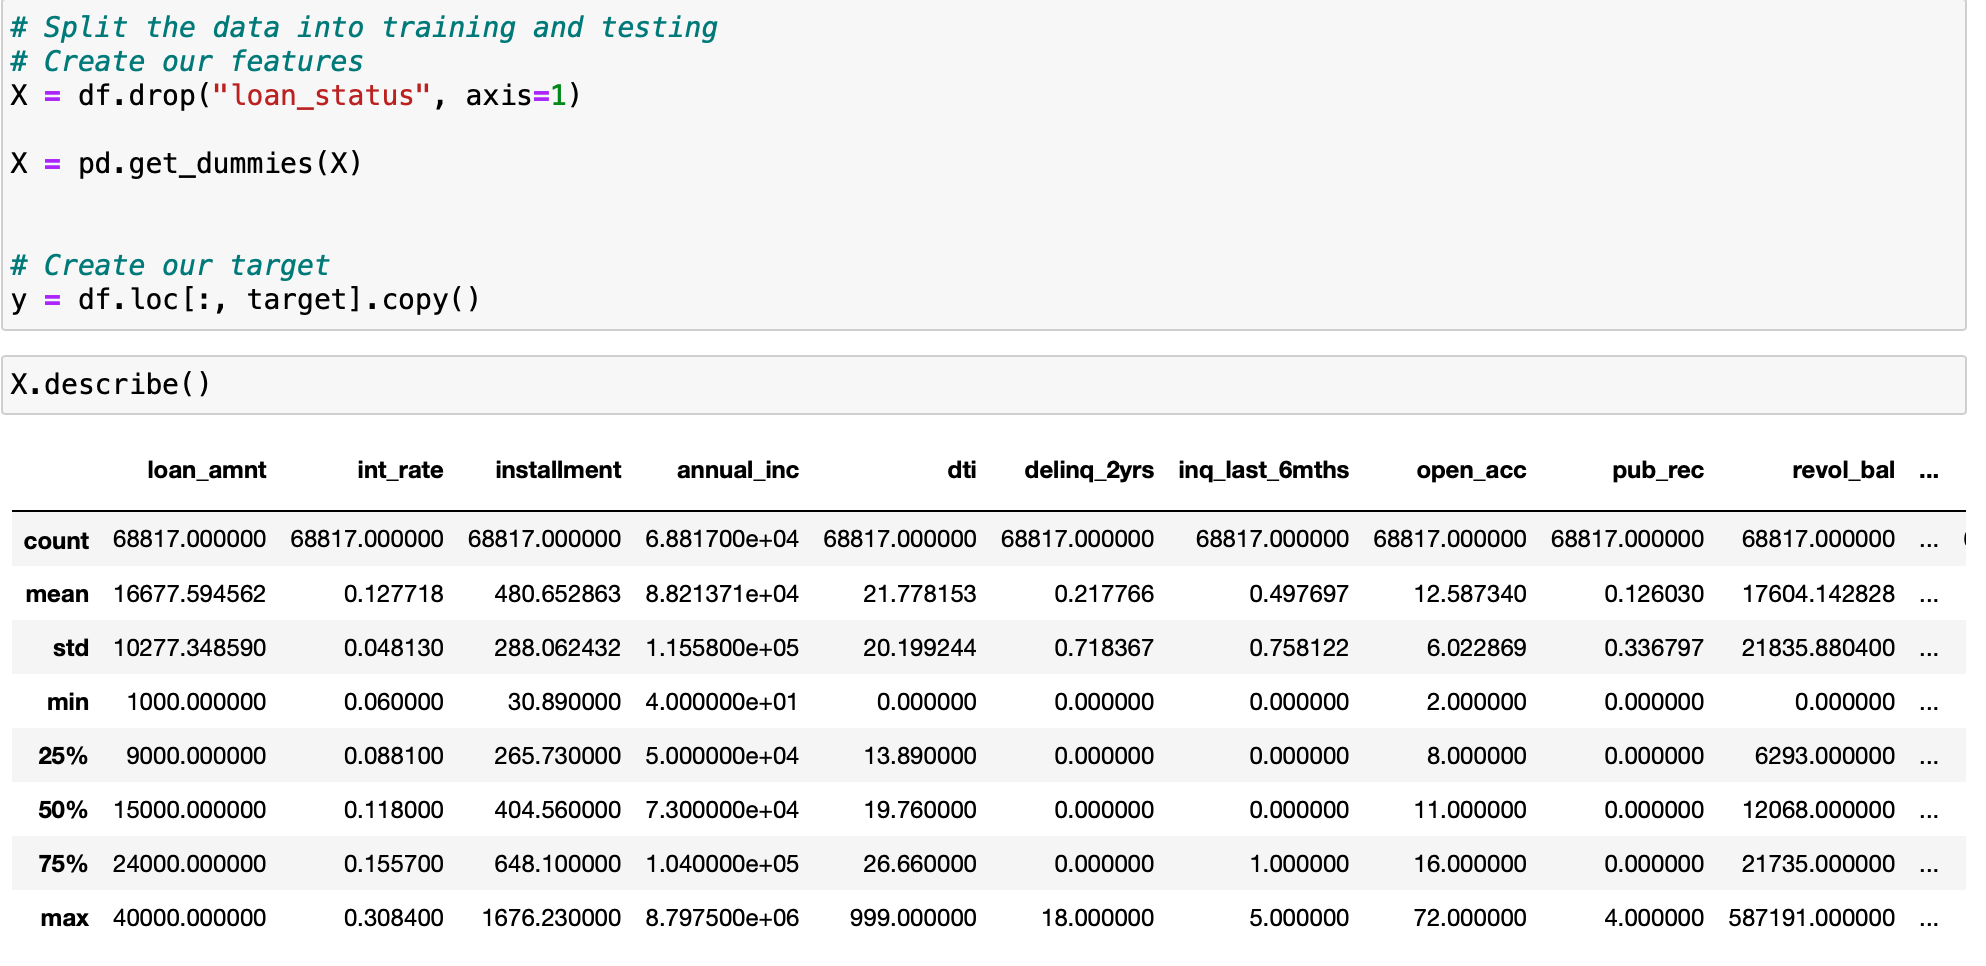 # Split the data into training and testing
# Create our features
X = df.drop("loan_status", axis=1)
X = pd.get_dummies(X)
# Create our target
y = df.loc[:, target].copy()
X.describe()
loan_amnt int_rate installment annual_inc dti delinq_2yrs inq_last_6mths open_acc pub_rec revol_bal ...
count 68817.000000 68817.000000 68817.000000 6.881700e+04 68817.000000 68817.000000 68817.000000 68817.000000 68817.000000 68817.000000 ...
mean 16677.594562 0.127718 480.652863 8.821371e+04 21.778153 0.217766 0.497697 12.587340 0.126030 17604.142828 ...
std 10277.348590 0.048130 288.062432 1.155800e+05 20.199244 0.718367 0.758122 6.022869 0.336797 21835.880400 ...
min 1000.000000 0.060000 30.890000 4.000000e+01 0.000000 0.000000 0.000000 2.000000 0.000000 0.000000 ...
25% 9000.000000 0.088100 265.730000 5.000000e+04 13.890000 0.000000 0.000000 8.000000 0.000000 6293.000000 ...
50% 15000.000000 0.118000 404.560000 7.300000e+04 19.760000 0.000000 0.000000 11.000000 0.000000 12068.000000 ...
75% 24000.000000 0.155700 648.100000 1.040000e+05 26.660000 0.000000 1.000000 16.000000 0.000000 21735.000000 ...
max 40000.000000 0.308400 1676.230000 8.797500e+06 999.000000 18.000000 5.000000 72.000000 4.000000 587191.000000 ...